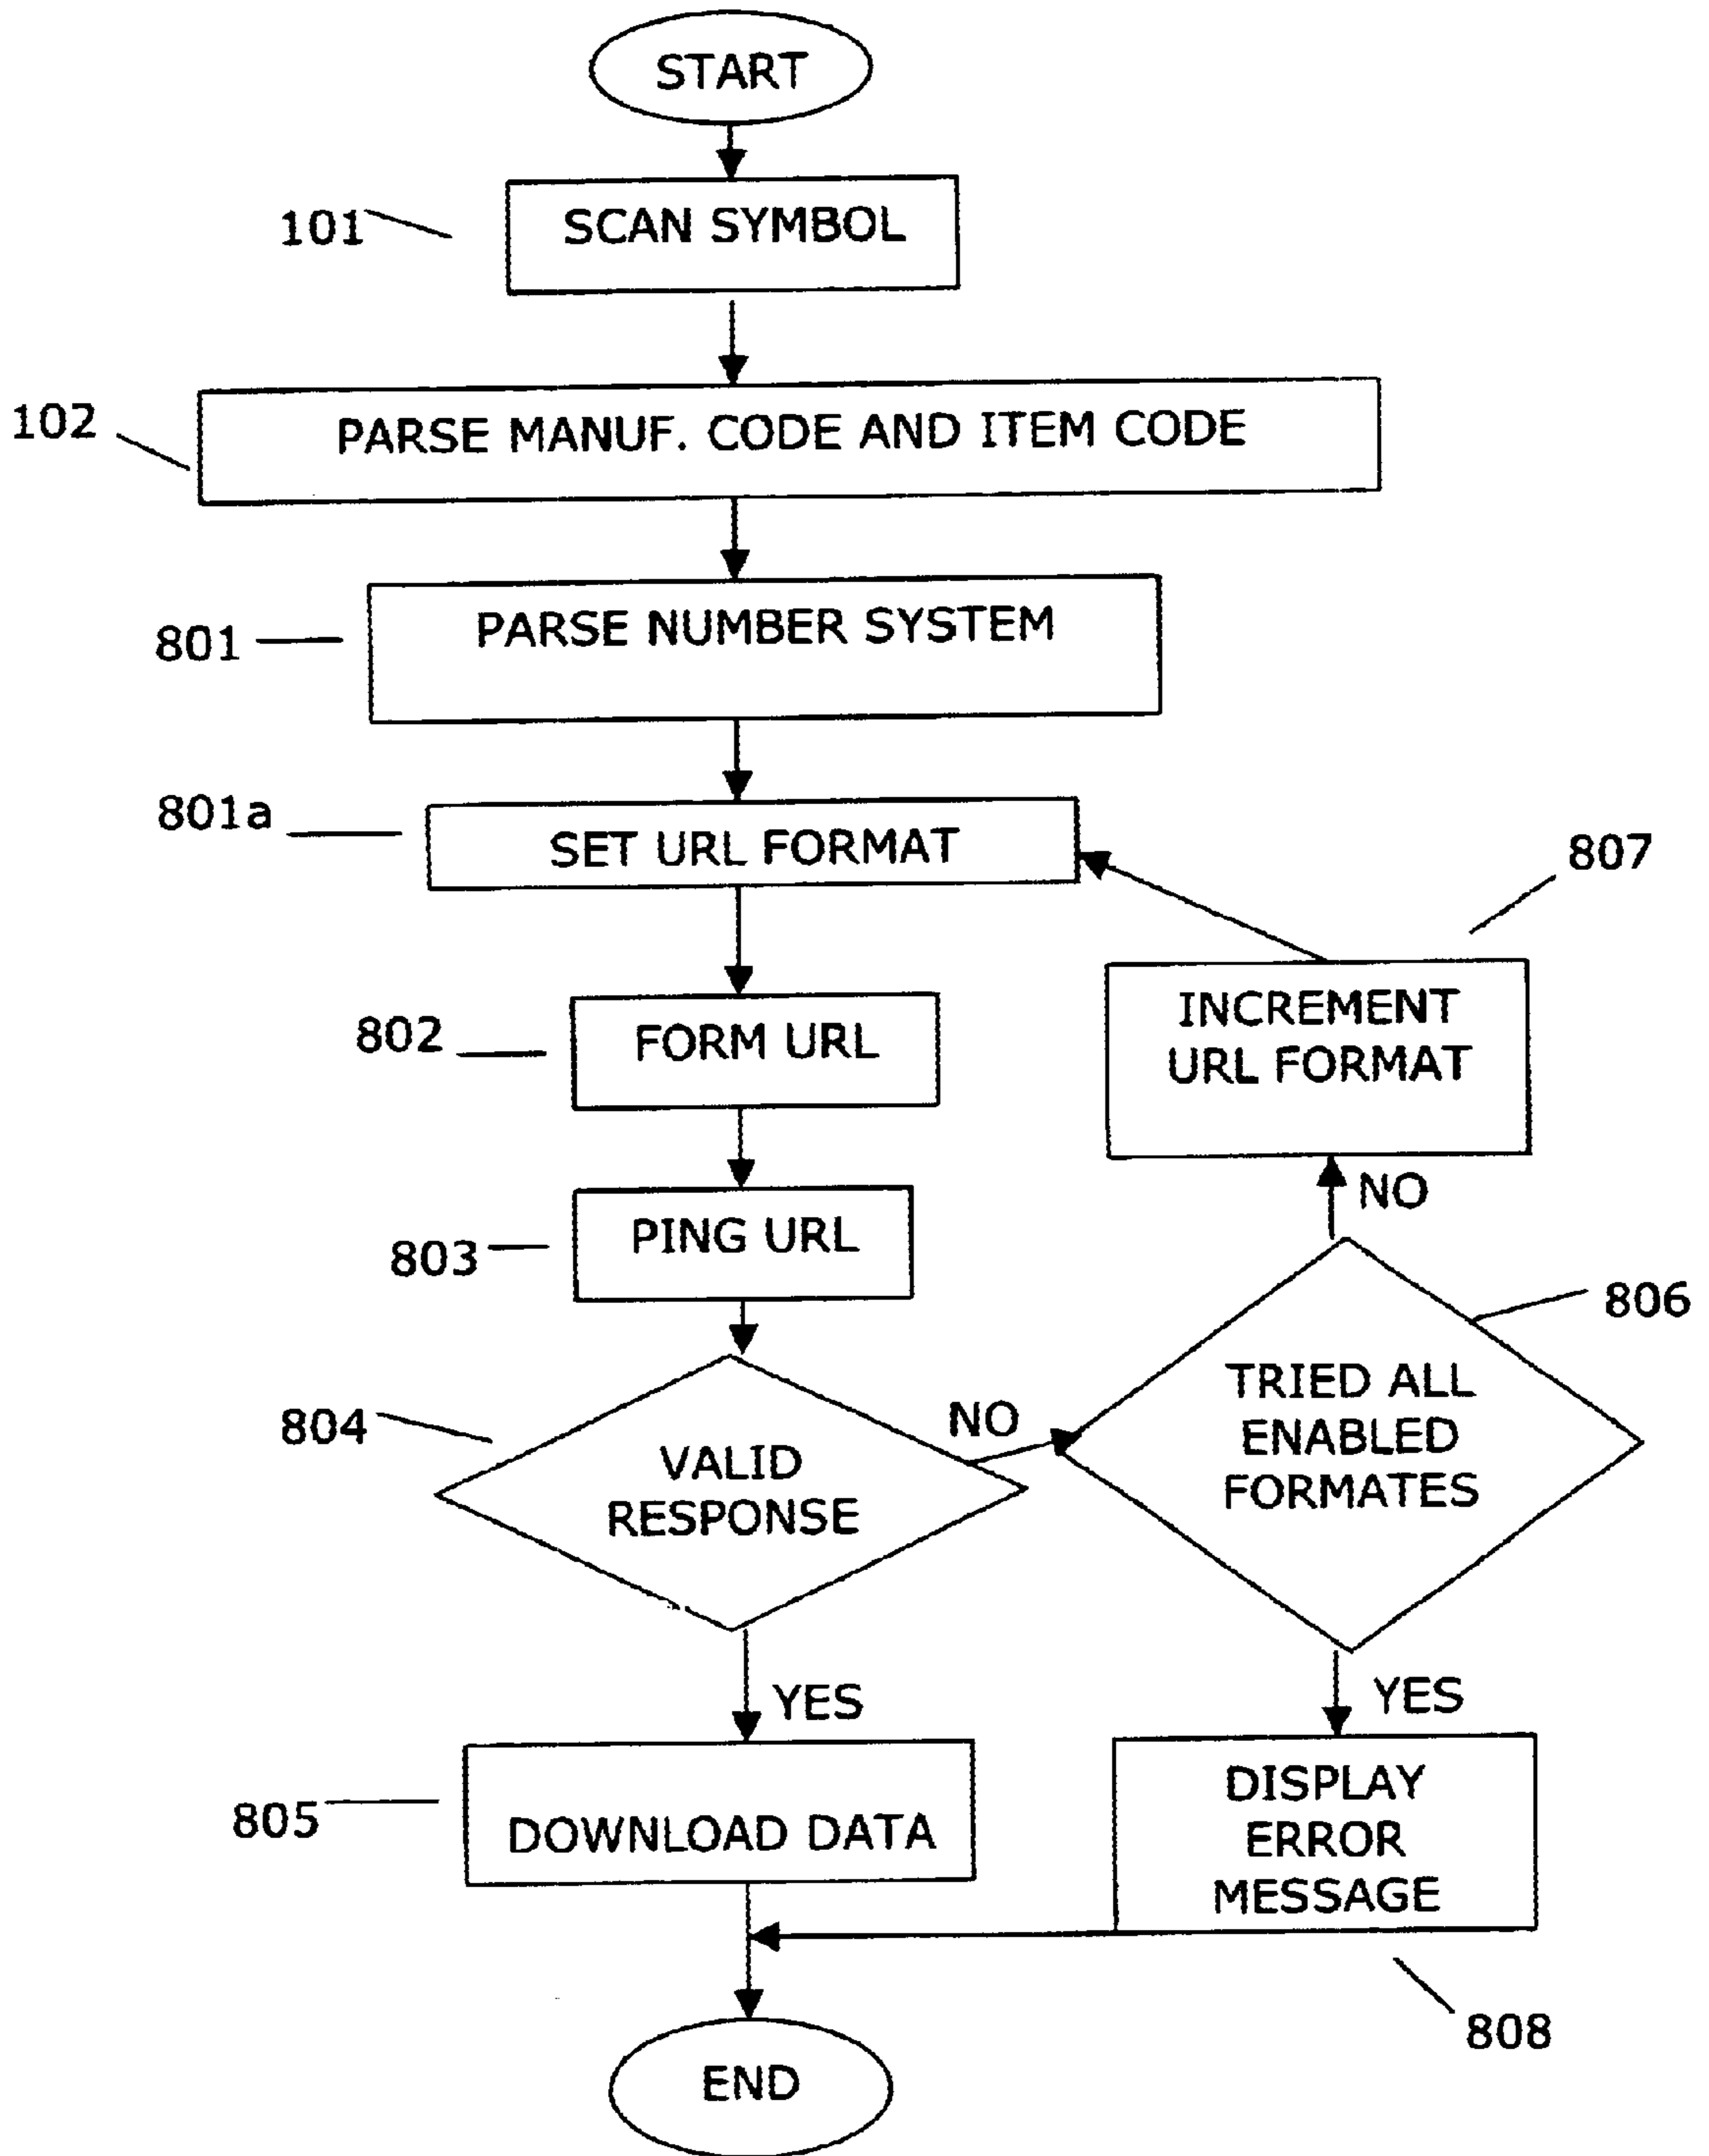 START
101
SCAN SYMBOL
102
PARSE MANUF. CODE AND ITEM CODE
801
PARSE NUMBER SYSTEM
801a
SET URL FORMAT
807
INCREMENT
URL FORMAT
802
FORM URL
NO
803
PING URL
806
TRIED ALL
ENABLED
FORMATES
804
VALID
RESPONSE
NO
YES
YES
805
DOWNLOAD DATA
DISPLAY
ERROR
MESSAGE
808
END